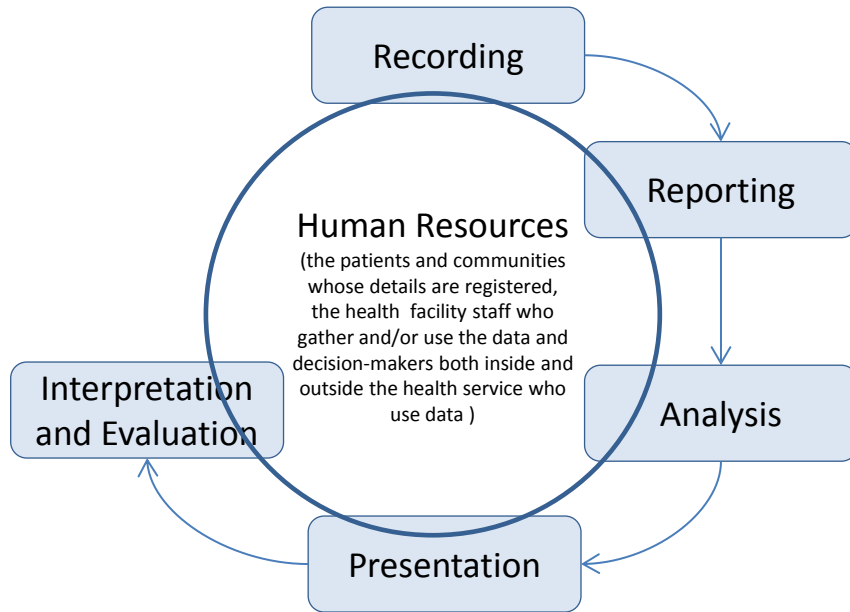 Recording
Reporting
Human Resources
(the patients and communities
whose details are registered,
the health facility staff who
gather and/or use the data and
decision-makers both inside and
outside the health service who
use data )
Analysis
Presentation
Interpretation
and Evaluation